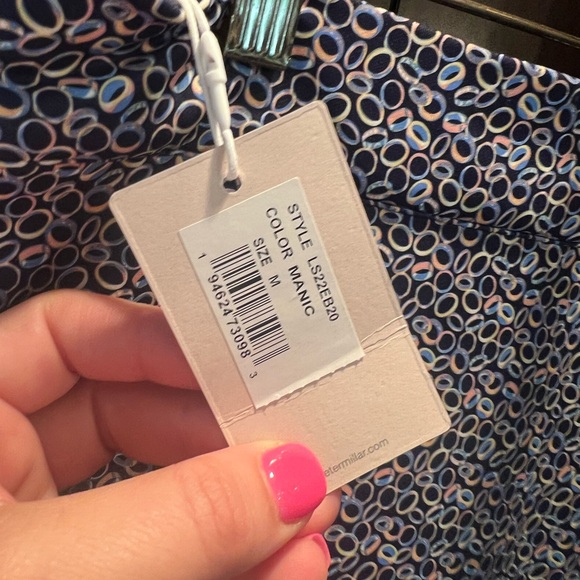 STYLE LS22EB20
COLOR MANIC
SIZE M
1 94624 73098 3